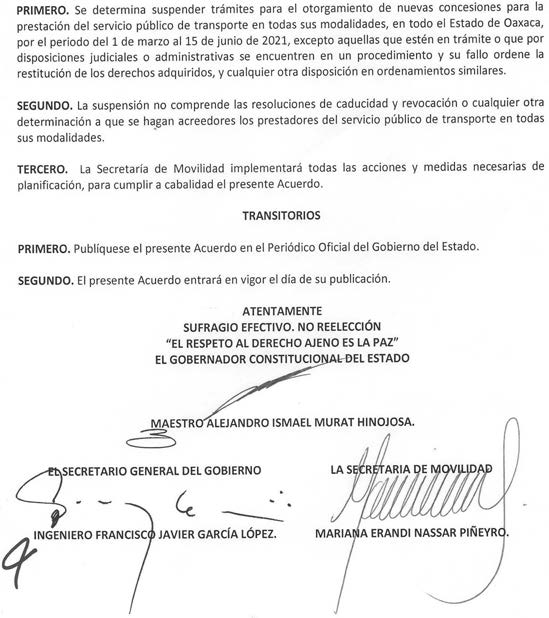 PRIMERO. Se determina suspender trámites para el otorgamiento de nuevas concesiones para la
prestación del servicio público de transporte en todas sus modalidades, en todo el Estado de Oaxaca,
por el periodo del 1 de marzo al 15 de junio de 2021, excepto aquellas que estén en trámite o que por
disposiciones judiciales o administrativas se encuentren en un procedimiento y su fallo ordene la
restitución de los derechos adquiridos, y cualquier otra disposición en ordenamientos similares.
SEGUNDO. La suspensión no comprende las resoluciones de caducidad y revocación o cualquier otra
determinación a que se hagan acreedores los prestadores del servicio público de transporte en todas
sus modalidades.
TERCERO. La Secretaría de Movilidad implementará todas las acciones y medidas necesarias de
planificación, para cumplir a cabalidad el presente Acuerdo.
TRANSITORIOS
PRIMERO. Publíquese el presente Acuerdo en el Periódico Oficial del Gobierno del Estado.
SEGUNDO. El presente Acuerdo entrará en vigor el día de su publicación.
ATENTAMENTE
SUFRAGIO EFECTIVO. NO REELECCIÓN
"EL RESPETO AL DERECHO AJENO ES LA PAZ"
EL GOBERNADOR CONSTITUCIONAL DEL ESTADO
MAESTRO ALEJANDRO ISMAEL MURAT HINOJOSA.
EL SECRETARIO GENERAL DEL GOBIERNO LA SECRETARIA DE MOVILIDAD
INGENIERO FRANCISCO JAVIER GARCÍA LÓPEZ. MARIANA ERANDI NASSAR PIÑEYRO.